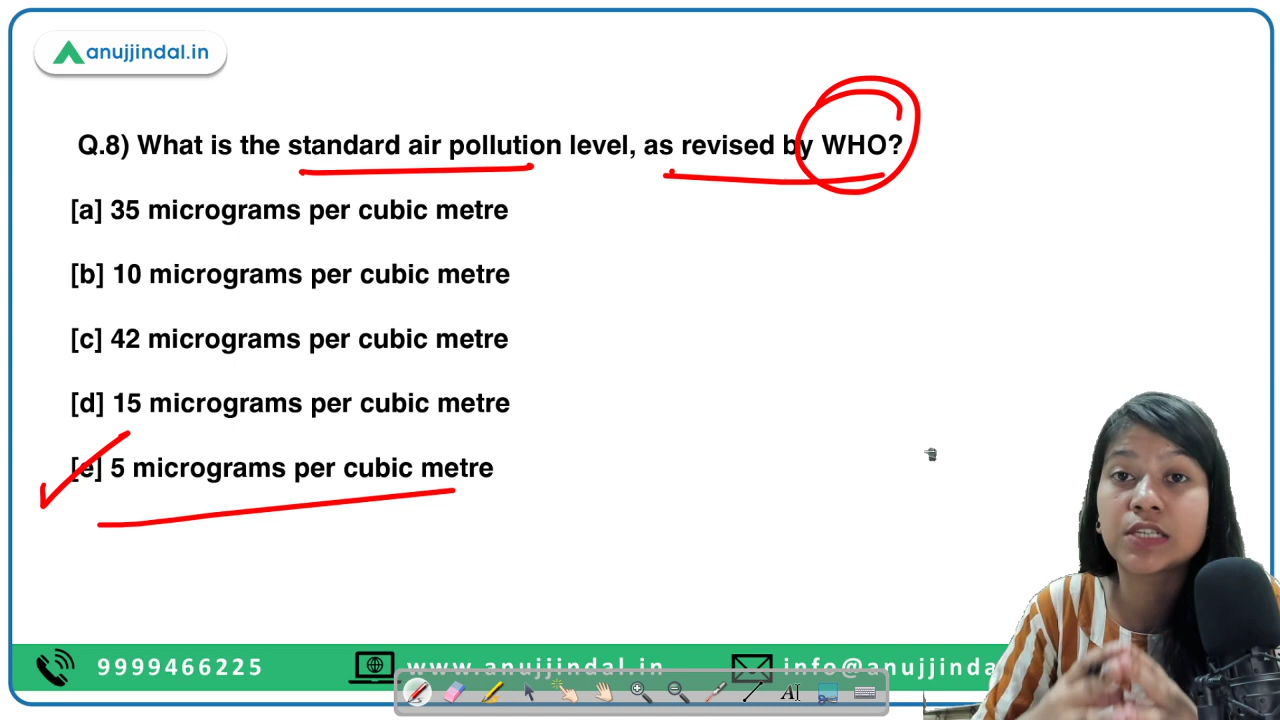 anujjindal.in
Q.8) What is the standard air pollution level, as revised by WHO?
[a] 35 micrograms per cubic metre
[b] 10 micrograms per cubic metre
[c] 42 micrograms per cubic metre
[d] 15 micrograms per cubic metre
[e] 5 micrograms per cubic metre
9999466225 www.anujjindal.in info@anujjinda